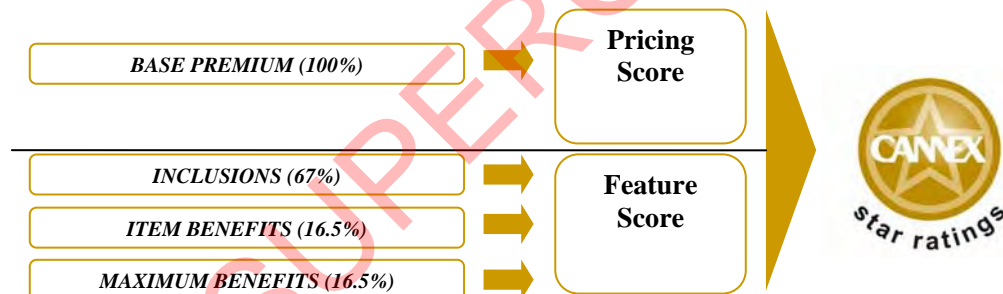 BASE PREMIUM (100%)
Pricing
Score
INCLUSIONS (67%)
ITEM BENEFITS (16.5%)
MAXIMUM BENEFITS (16.5%)
Feature
Score
CANNEX
star ratings